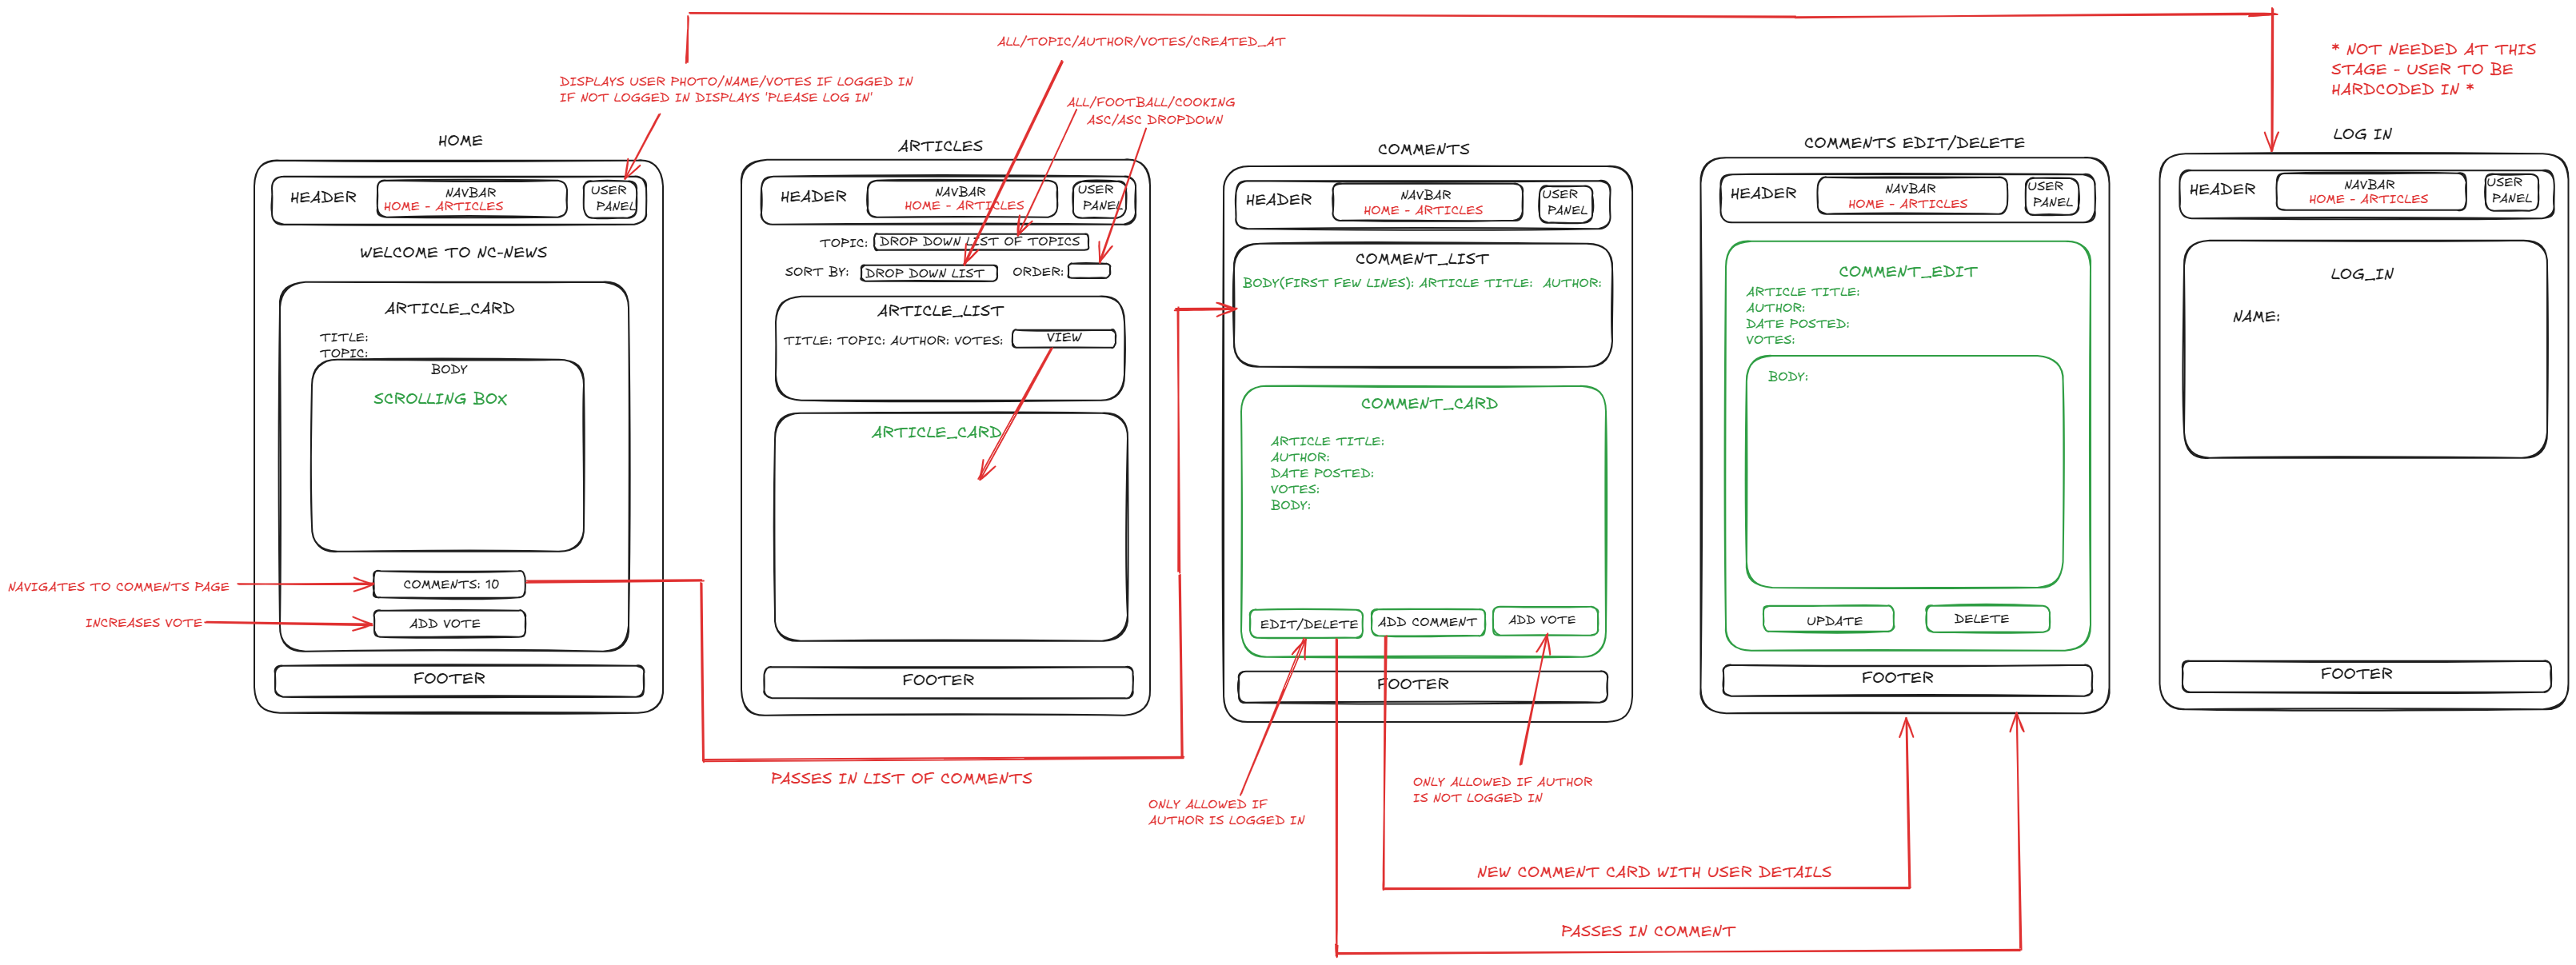 ALL/TOPIC/AUTHOR/VOTES/CREATED_AT
* NOT NEEDED AT THIS
STAGE - USER TO BE
HARDCODED IN *
DISPLAYS USER PHOTO/NAME/VOTES IF LOGGED IN
IF NOT LOGGED IN DISPLAYS 'PLEASE LOG IN'
ALL/FOOTBALL/COOKING
ASC/ASC DROPDOWN
HOME
HEADER
NAVBAR
HOME - ARTICLES
USER
PANEL
WELCOME TO NC-NEWS
ARTICLE_CARD
TITLE:
TOPIC:
BODY
SCROLLING BOX
NAVIGATES TO COMMENTS PAGE
COMMENTS: 10
INCREASES VOTE
ADD VOTE
FOOTER
ARTICLES
HEADER
NAVBAR
HOME - ARTICLES
USER
PANEL
TOPIC: DROP DOWN LIST OF TOPICS
SORT BY: DROP DOWN LIST ORDER:
ARTICLE_LIST
TITLE: TOPIC: AUTHOR: VOTES: VIEW
ARTICLE_CARD
FOOTER
PASSES IN LIST OF COMMENTS
COMMENTS
HEADER
NAVBAR
HOME - ARTICLES
USER
PANEL
COMMENT_LIST
BODY(FIRST FEW LINES): ARTICLE TITLE: AUTHOR:
COMMENT_CARD
ARTICLE TITLE:
AUTHOR:
DATE POSTED:
VOTES:
BODY:
EDIT/DELETE ADD COMMENT ADD VOTE
FOOTER
ONLY ALLOWED IF
AUTHOR IS LOGGED IN
ONLY ALLOWED IF AUTHOR
IS NOT LOGGED IN
NEW COMMENT CARD WITH USER DETAILS
PASSES IN COMMENT
COMMENTS EDIT/DELETE
HEADER
NAVBAR
HOME - ARTICLES
USER
PANEL
COMMENT_EDIT
ARTICLE TITLE:
AUTHOR:
DATE POSTED:
VOTES:
BODY:
UPDATE DELETE
FOOTER
LOG IN
HEADER
NAVBAR
HOME - ARTICLES
USER
PANEL
LOG_IN
NAME:
FOOTER